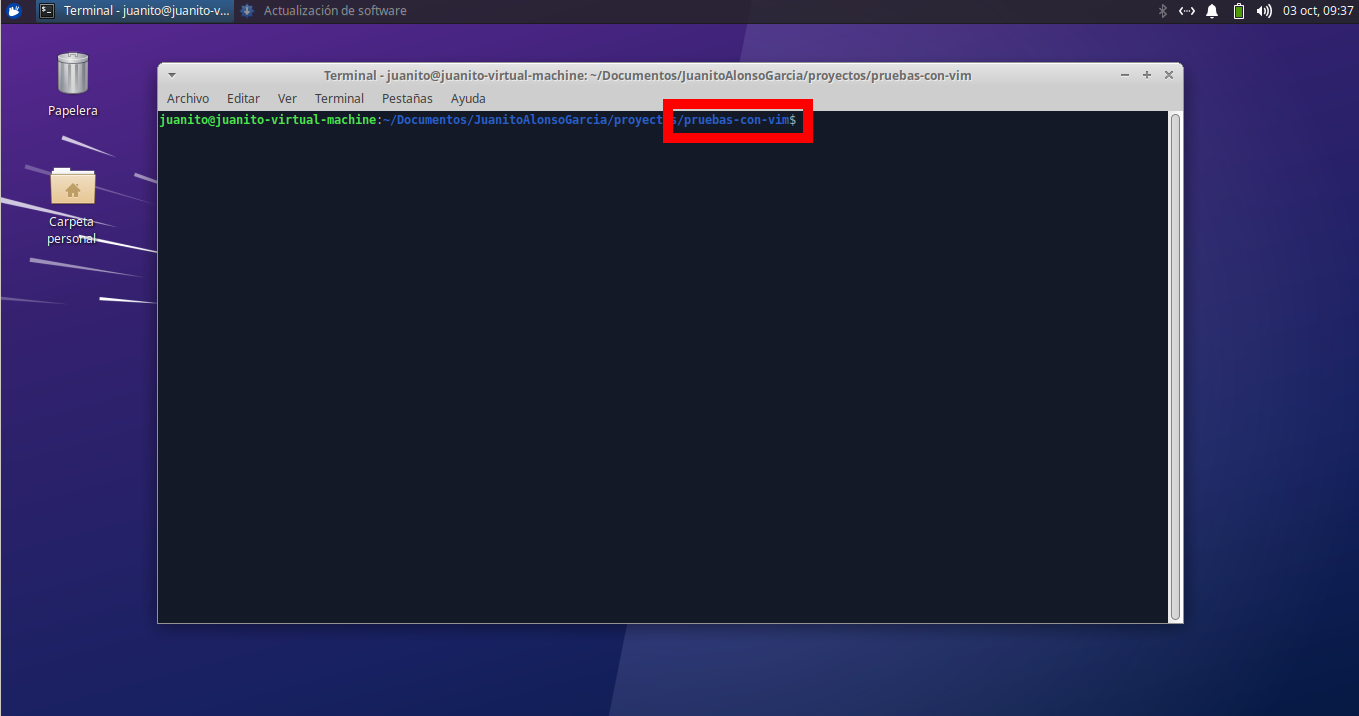 Terminal - juanito@juanito-v...
Actualización de software
03 oct, 09:37
Papelera
Carpeta
personal
Terminal - juanito@juanito-virtual-machine: ~/Documentos/JuanitoAlonsoGarcia/proyectos/pruebas-con-vim
Archivo Editar Ver Terminal Pestañas Ayuda
juanito@juanito-virtual-machine:~/Documentos/JuanitoAlonsoGarcia/proyectos/pruebas-con-vim$